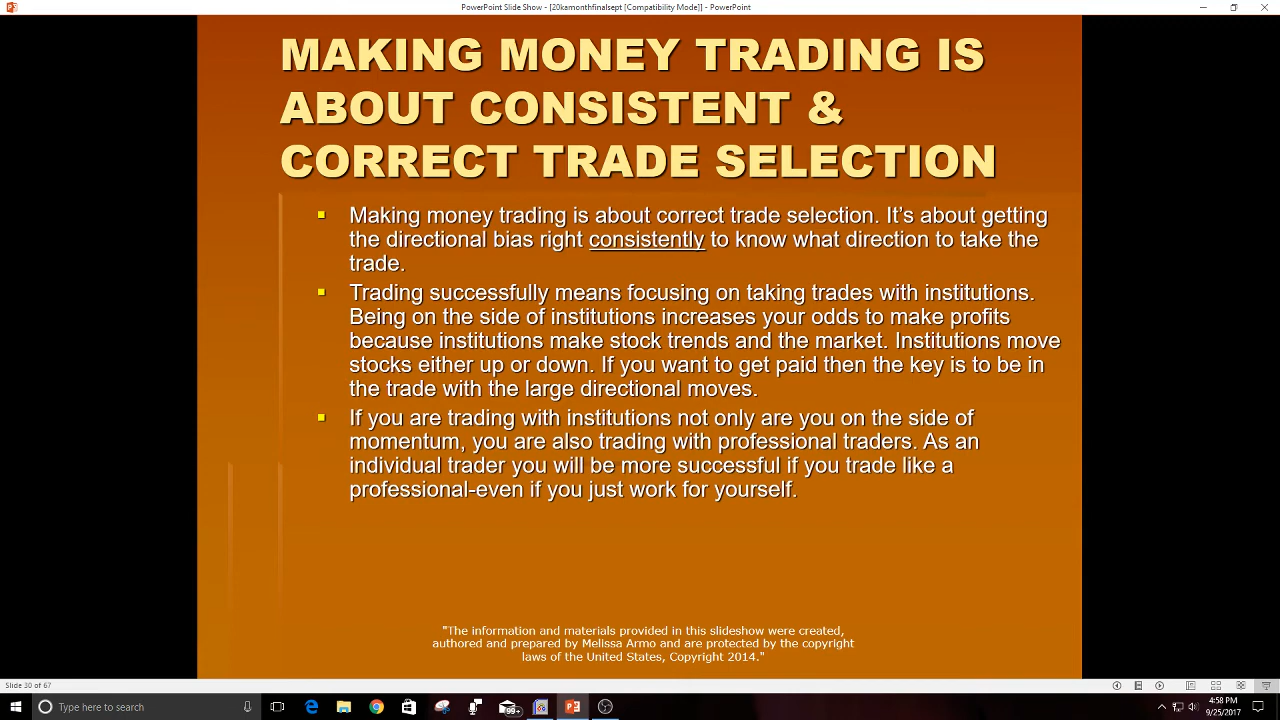 PowerPoint Slide Show - [20kamonthfinalsept [Compatibility Mode]] - PowerPoint
MAKING MONEY TRADING IS
ABOUT CONSISTENT &
CORRECT TRADE SELECTION
Making money trading is about correct trade selection. It's about getting
the directional bias right consistently to know what direction to take the
trade.
Trading successfully means focusing on taking trades with institutions.
Being on the side of institutions increases your odds to make profits
because institutions make stock trends and the market. Institutions move
stocks either up or down. If you want to get paid then the key is to be in
the trade with the large directional moves.
If you are trading with institutions not only are you on the side of
momentum, you are also trading with professional traders. As an
individual trader you will be more successful if you trade like a
professional-even if you just work for yourself.
"The information and materials provided in this slideshow were created,
authored and prepared by Melissa Armo and are protected by the copyright
laws of the United States, Copyright 2014."
Slide 30 of 67
Type here to search
99+
4:58 PM
9/25/2017